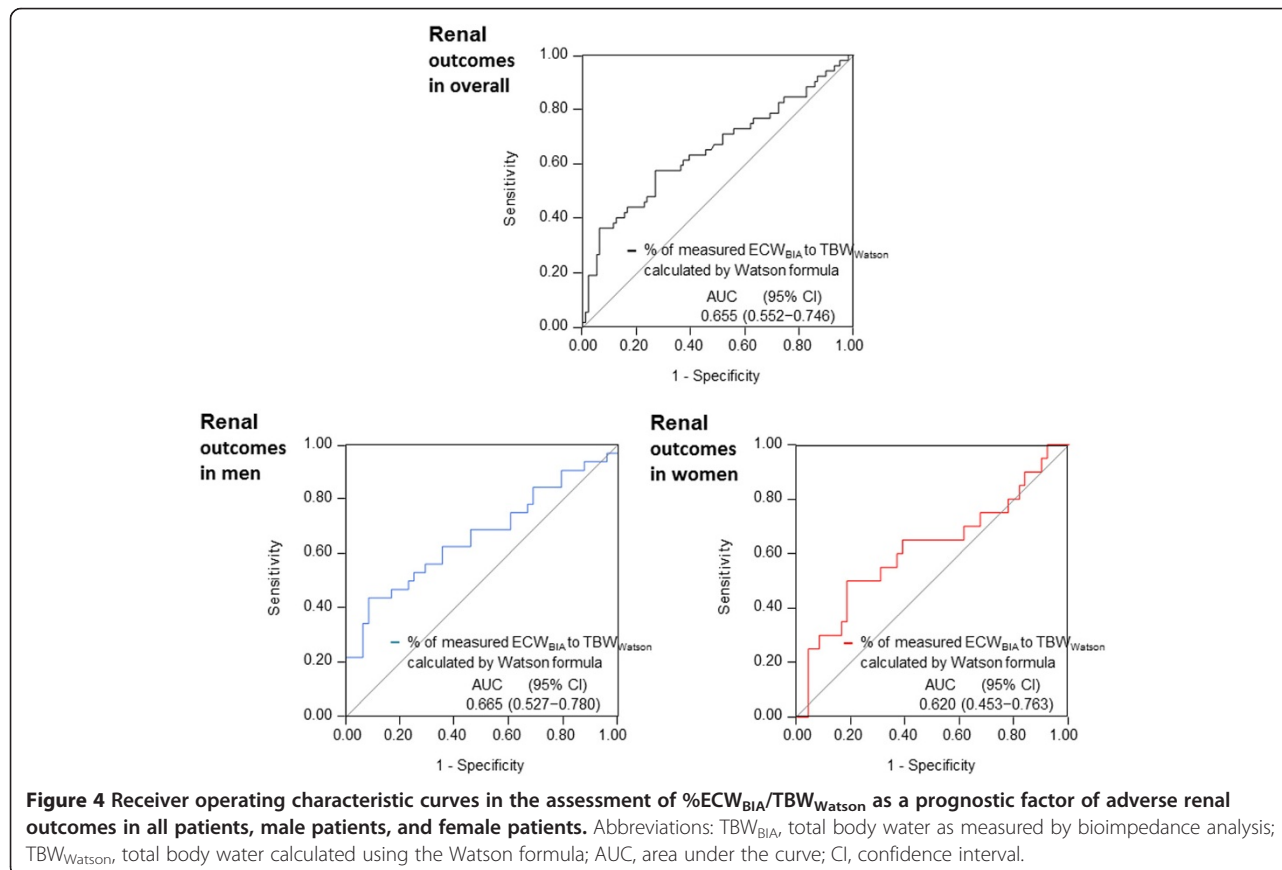 Renal
outcomes
in overall
1.00
0.80
0.60
0.40
0.20
0.00
Sensitivity
% of measured ECW_BIA to TBW_Watson
calculated by Watson formula
AUC (95% CI)
0.655 (0.552–0.746)
0.00 0.20 0.40 0.60 0.80 1.00
1 - Specificity
Renal
outcomes
in men
1.00
0.80
0.60
0.40
0.20
0.00
Sensitivity
% of measured ECW_BIA to TBW_Watson
calculated by Watson formula
AUC (95% CI)
0.665 (0.527–0.780)
0.00 0.20 0.40 0.60 0.80 1.00
1 - Specificity
Renal
outcomes
in women
1.00
0.80
0.60
0.40
0.20
0.00
Sensitivity
% of measured ECW_BIA to TBW_Watson
calculated by Watson formula
AUC (95% CI)
0.620 (0.453–0.763)
0.00 0.20 0.40 0.60 0.80 1.00
1 - Specificity
Figure 4 Receiver operating characteristic curves in the assessment of %ECW_BIA/TBW_Watson as a prognostic factor of adverse renal
outcomes in all patients, male patients, and female patients. Abbreviations: TBW_BIA, total body water as measured by bioimpedance analysis;
TBW_Watson, total body water calculated using the Watson formula; AUC, area under the curve; CI, confidence interval.